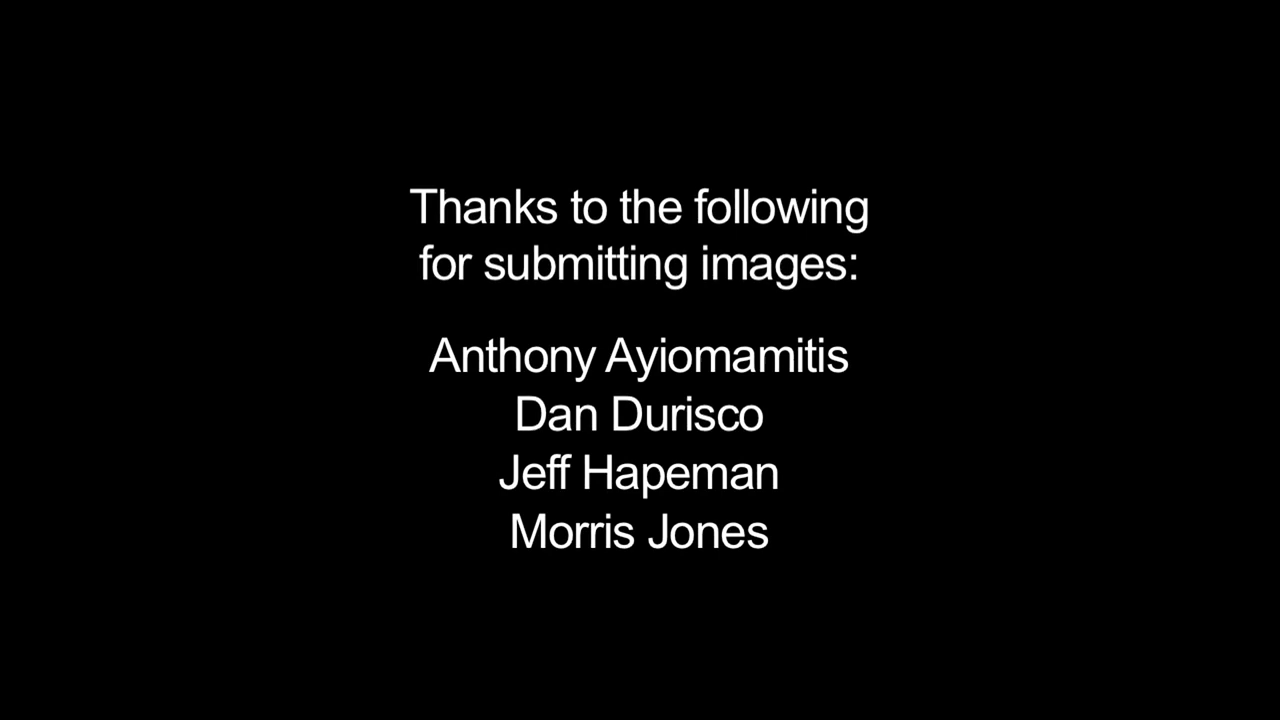 Thanks to the following
for submitting images:
Anthony Ayiomamitis
Dan Durisco
Jeff Hapeman
Morris Jones